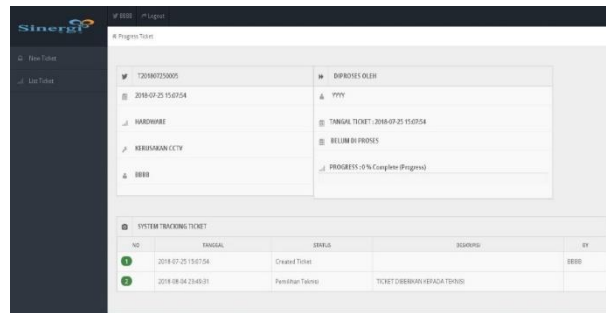 Sinergi
BBBB Logout
Progress Ticket
New Ticket
List Ticket
T201807250005
2018-07-25 15:07:54
HARDWARE
KERUSAKAN CCTV
BBBB
DIPROSES OLEH
YYYY
TANGAL TICKET : 2018-07-25 15:07:54
BELUM DI PROSES
PROGRESS : 0 % Complete (Progress)
SYSTEM TRACKING TICKET
NO TANGGAL STATUS DESKRIPSI BY
1 2018-07-25 15:07:54 Created Ticket BBBB
2 2018-08-04 23:49:31 Pemilihan Teknisi TICKET DIBERIKAN KEPADA TEKNISI